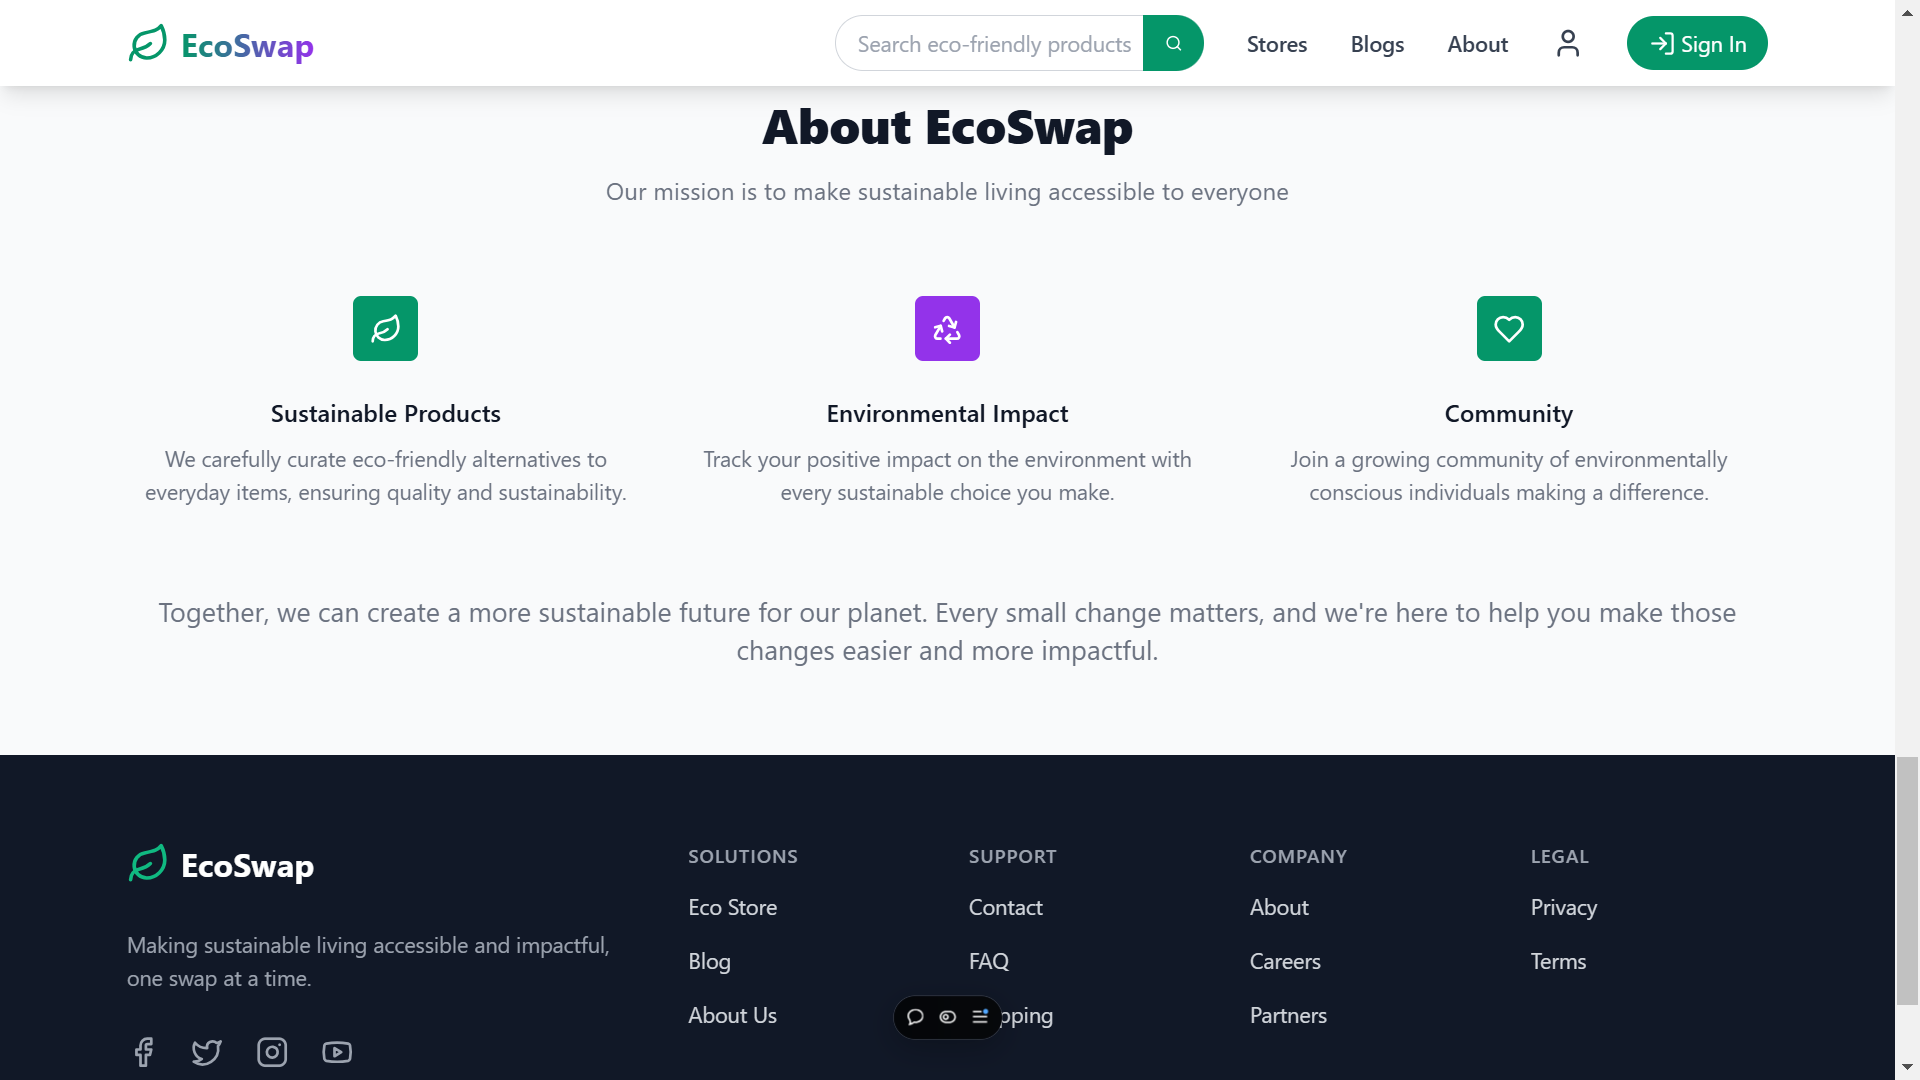 EcoSwap
Search eco-friendly products
Stores
Blogs
About
Sign In
About EcoSwap
Our mission is to make sustainable living accessible to everyone
Sustainable Products
We carefully curate eco-friendly alternatives to
everyday items, ensuring quality and sustainability.
Environmental Impact
Track your positive impact on the environment with
every sustainable choice you make.
Community
Join a growing community of environmentally
conscious individuals making a difference.
Together, we can create a more sustainable future for our planet. Every small change matters, and we're here to help you make those
changes easier and more impactful.
EcoSwap
Making sustainable living accessible and impactful,
one swap at a time.
SOLUTIONS
Eco Store
Blog
About Us
SUPPORT
Contact
FAQ
COMPANY
About
Careers
Partners
LEGAL
Privacy
Terms